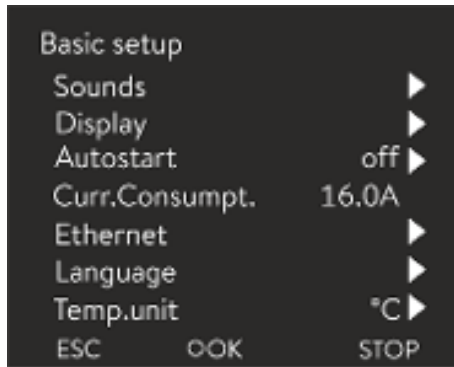 Basic setup
Sounds
Display
Autostart off
Curr.Consumpt. 16.0A
Ethernet
Language
Temp.unit °C
ESC OOK STOP